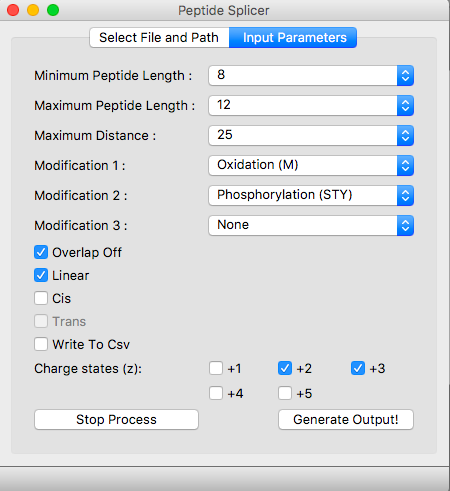 Peptide Splicer
Select File and Path Input Parameters
Minimum Peptide Length : 8
Maximum Peptide Length : 12
Maximum Distance : 25
Modification 1 : Oxidation (M)
Modification 2 : Phosphorylation (STY)
Modification 3 : None
Overlap Off
Linear
Cis
Trans
Write To Csv
Charge states (z): +1 +2 +3
+4 +5
Stop Process Generate Output!